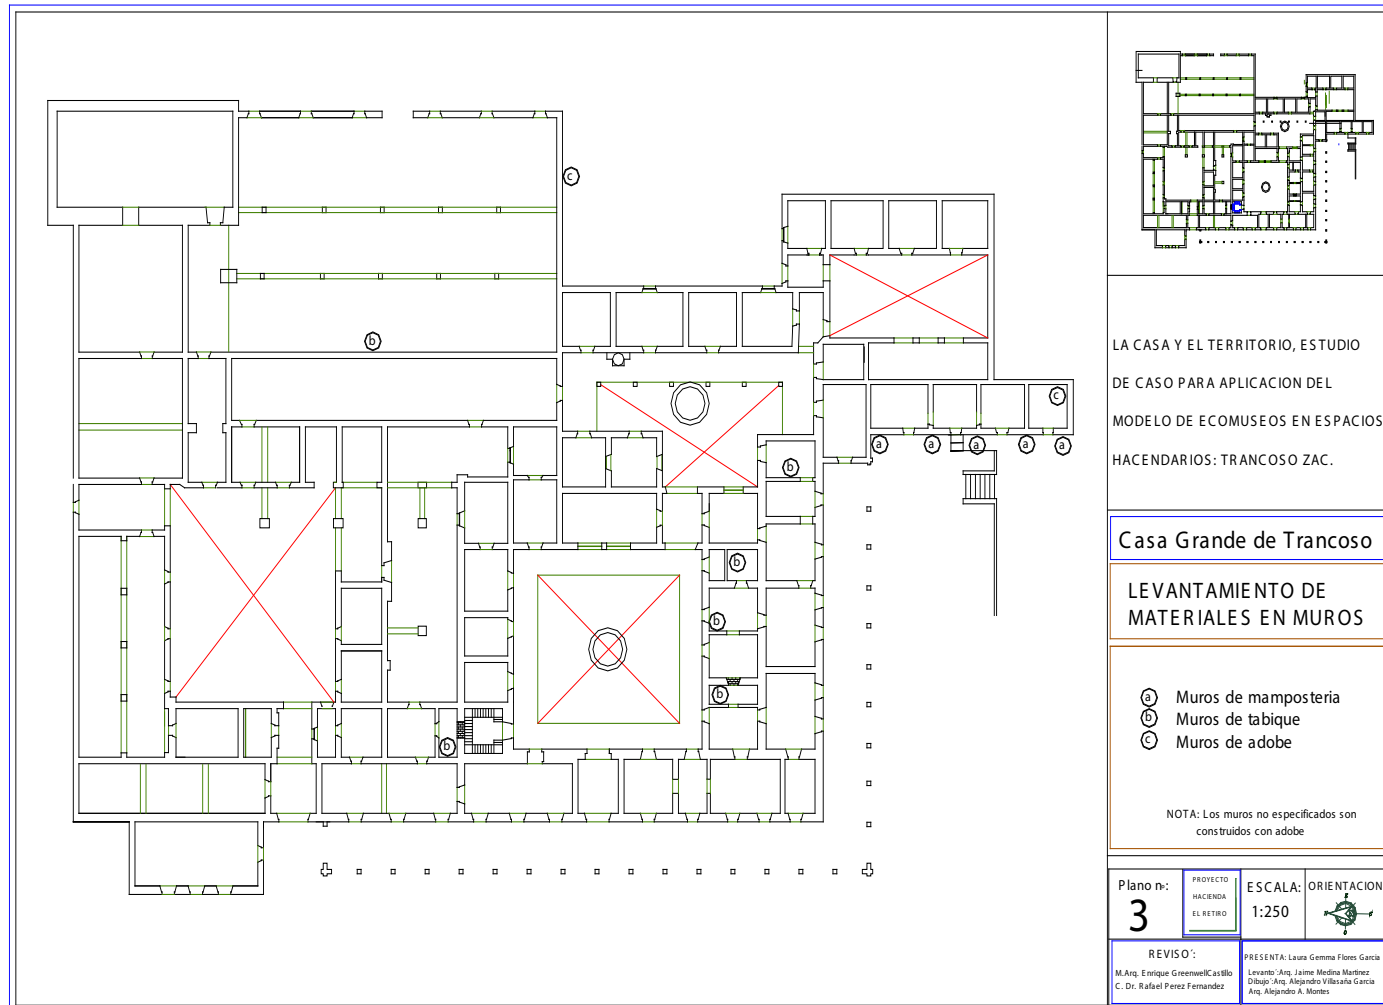 c
b
c
a
a
a
a
a
b
b
b
b
b
LA CASA Y EL TERRITORIO, ESTUDIO
DE CASO PARA APLICACION DEL
MODELO DE ECOMUSEOS EN ESPACIOS
HACENDARIOS: TRANCOSO ZAC.
Casa Grande de Trancoso
LEVANTAMIENTO DE
MATERIALES EN MUROS
a Muros de mamposteria
b Muros de tabique
c Muros de adobe
NOTA: Los muros no especificados son
construidos con adobe
Plano nº:
3
PROYECTO
HACIENDA
EL RETIRO
ESCALA:
1:250
ORIENTACION
REVISO´:
M.Arq. Enrique GreenwellCastillo
C. Dr. Rafael Perez Fernandez
PRESENTA: Laura Gemma Flores Garcia
Levanto´:Arq. Jaime Medina Martinez
Dibujo´:Arq. Alejandro Villasaña Garcia
Arq. Alejandro A. Montes